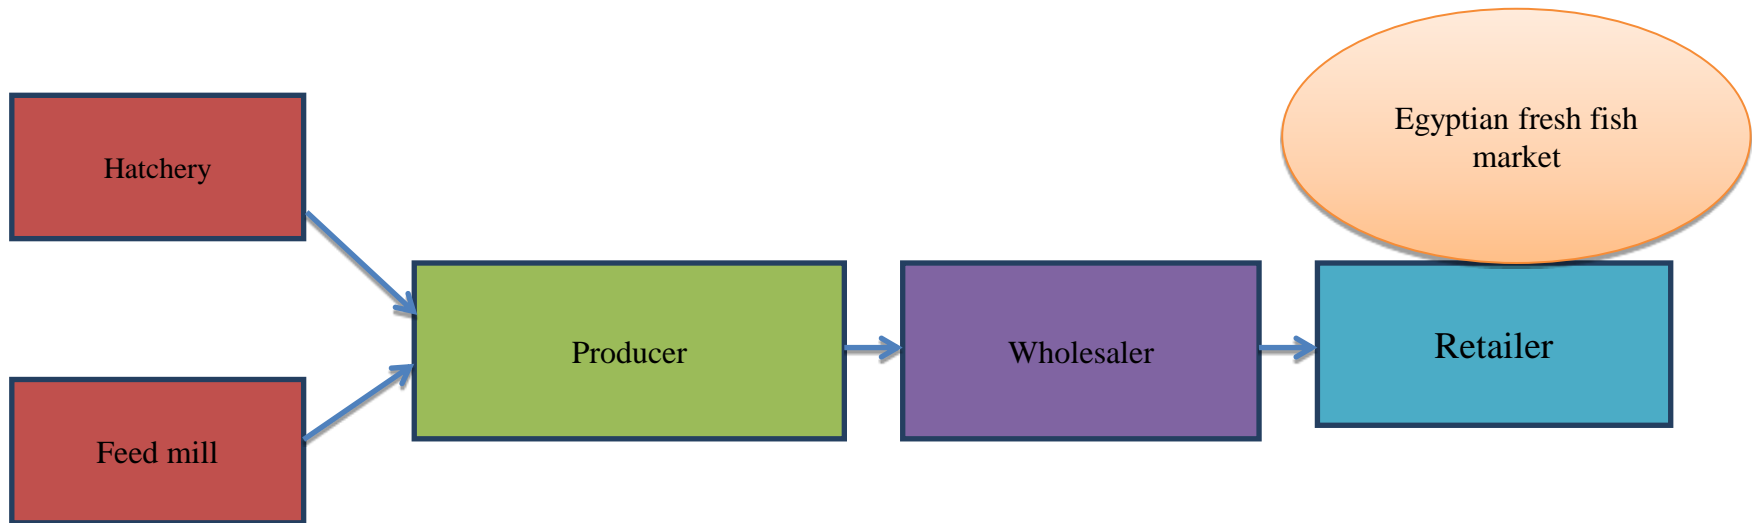 Hatchery
Feed mill
Producer
Wholesaler
Retailer
Egyptian fresh fish
market